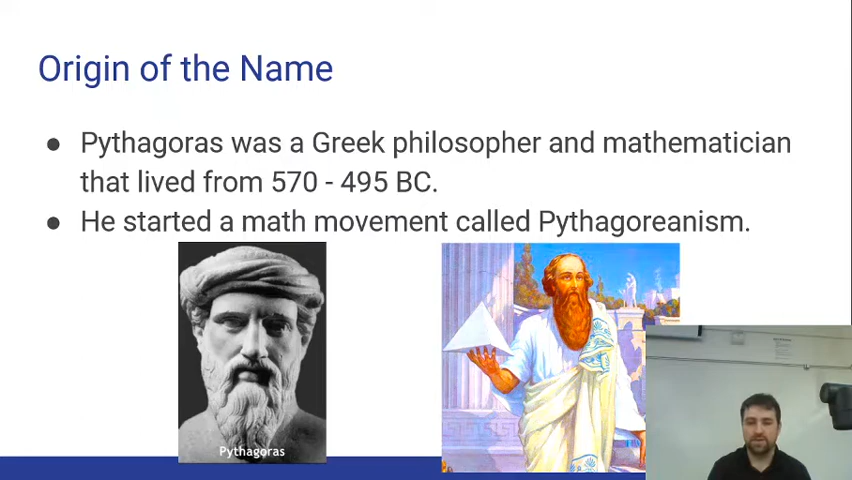 Origin of the Name
● Pythagoras was a Greek philosopher and mathematician
that lived from 570 - 495 BC.
● He started a math movement called Pythagoreanism.
Pythagoras